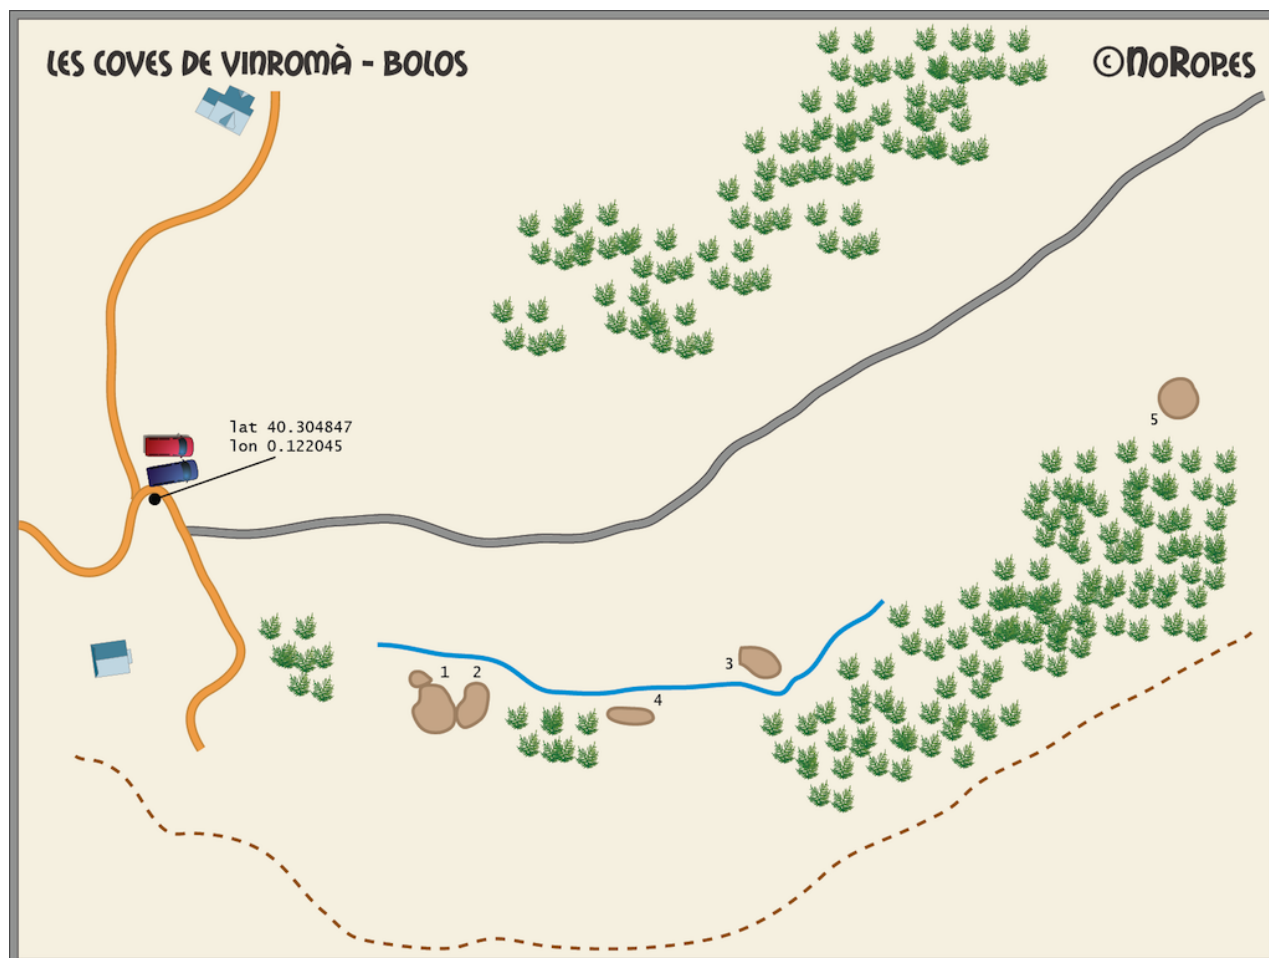 LES COVES DE VINROMÀ - BOLOS
©NOROP.ES
lat 40.304847
lon 0.122045
5
1 2
3
4